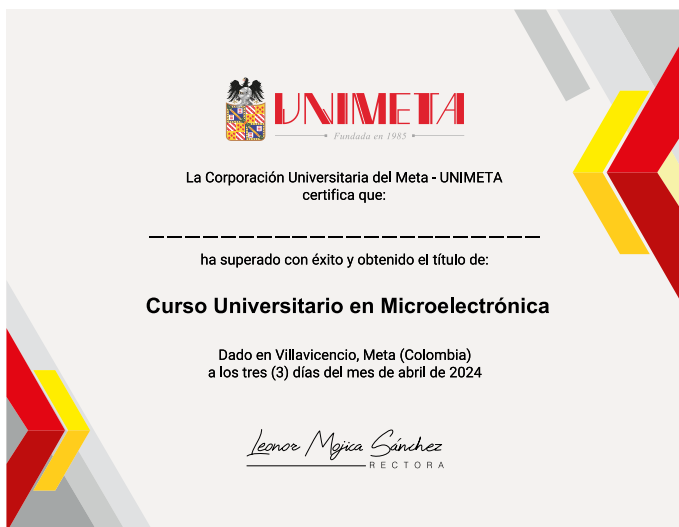 UNIMETA
Fundada en 1985
La Corporación Universitaria del Meta - UNIMETA
certifica que:
ha superado con éxito y obtenido el título de:
Curso Universitario en Microelectrónica
Dado en Villavicencio, Meta (Colombia)
a los tres (3) días del mes de abril de 2024
Leonor Mojica Sánchez
RECTORA